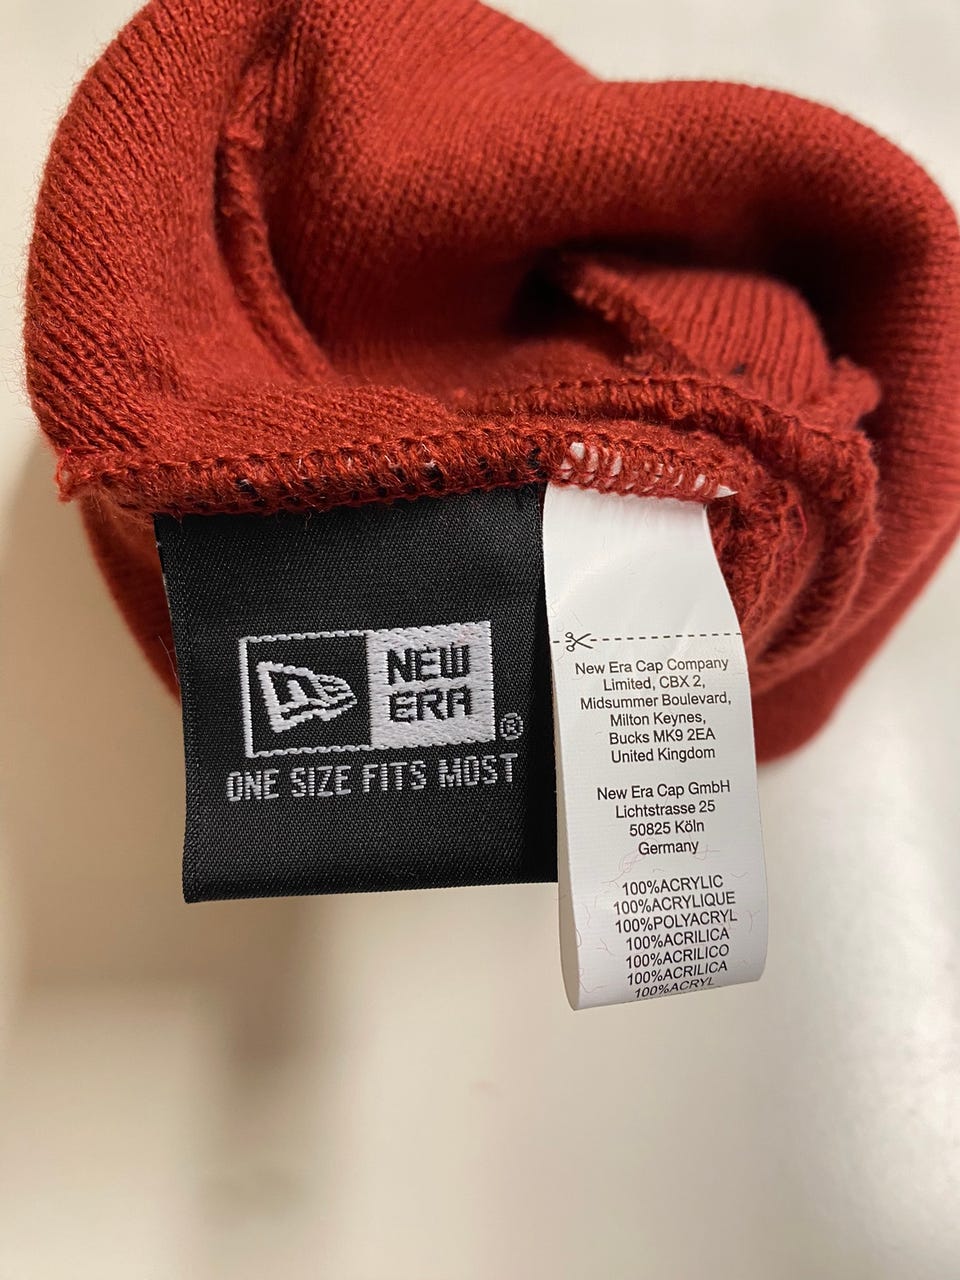 NEW
ERA
®
ONE SIZE FITS MOST
New Era Cap Company
Limited, CBX 2,
Midsummer Boulevard,
Milton Keynes,
Bucks MK9 2EA
United Kingdom
New Era Cap GmbH
Lichtstrasse 25
50825 Köln
Germany
100%ACRYLIC
100%ACRYLIQUE
100%POLYACRYL
100%ACRILICA
100%ACRILICO
100%ACRILICA
100%ACRYL